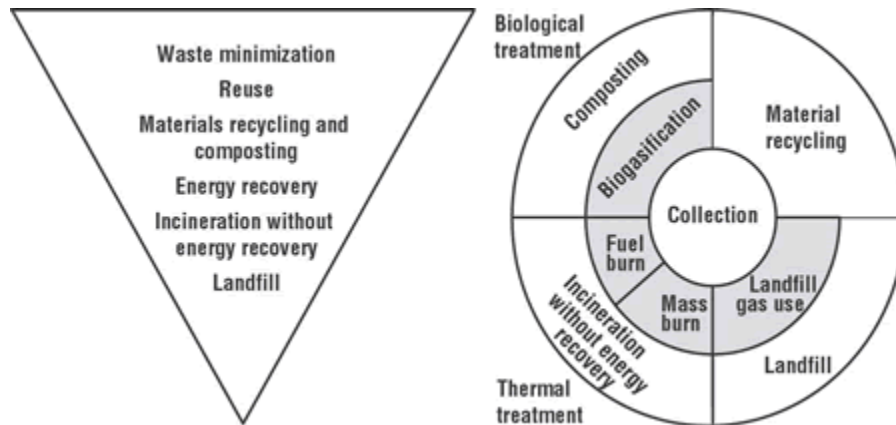 Waste minimization
Reuse
Materials recycling and
composting
Energy recovery
Incineration without
energy recovery
Landfill
Biological
treatment
Composting
Biogasification
Material
recycling
Collection
Fuel
burn
Mass
burn
Landfill
gas use
Incineration
without energy
recovery
Landfill
Thermal
treatment